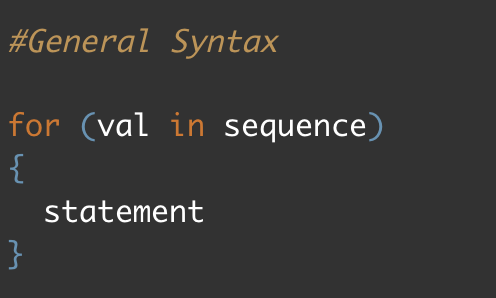 #General Syntax
for (val in sequence)
{
  statement
}